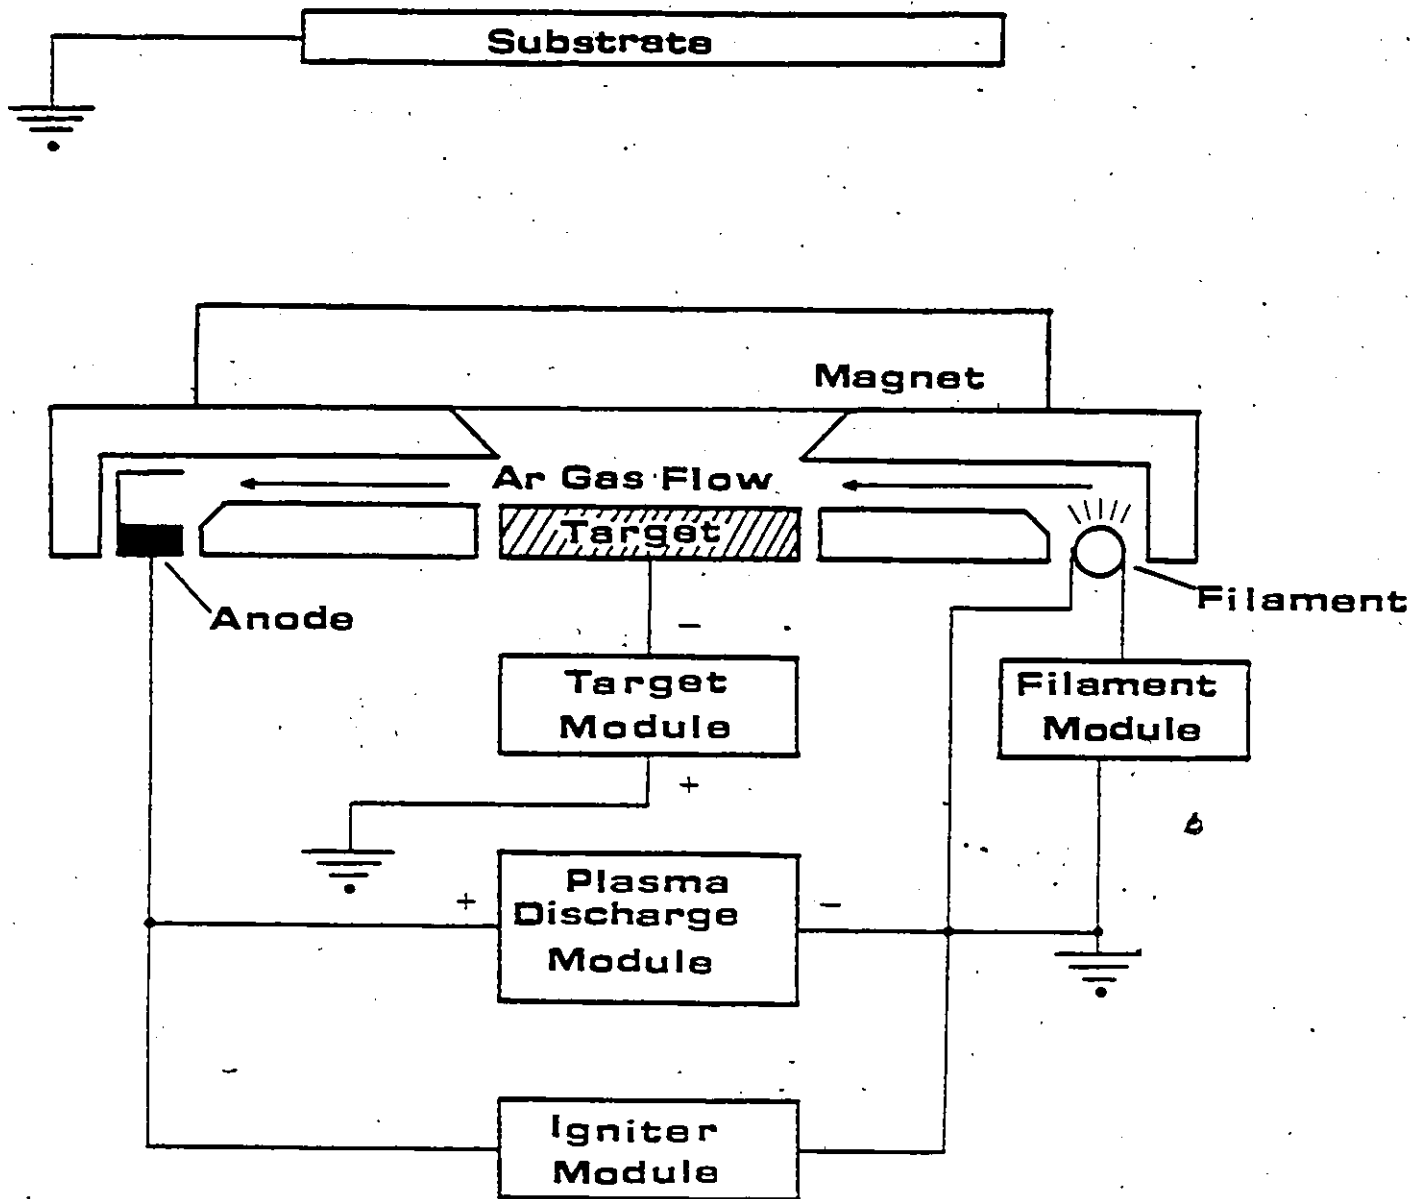 Substrate
Magnet
Ar Gas Flow
Target
Anode
Filament
−
Target
Module
+
Filament
Module
+
Plasma
Discharge
Module
−
Igniter
Module